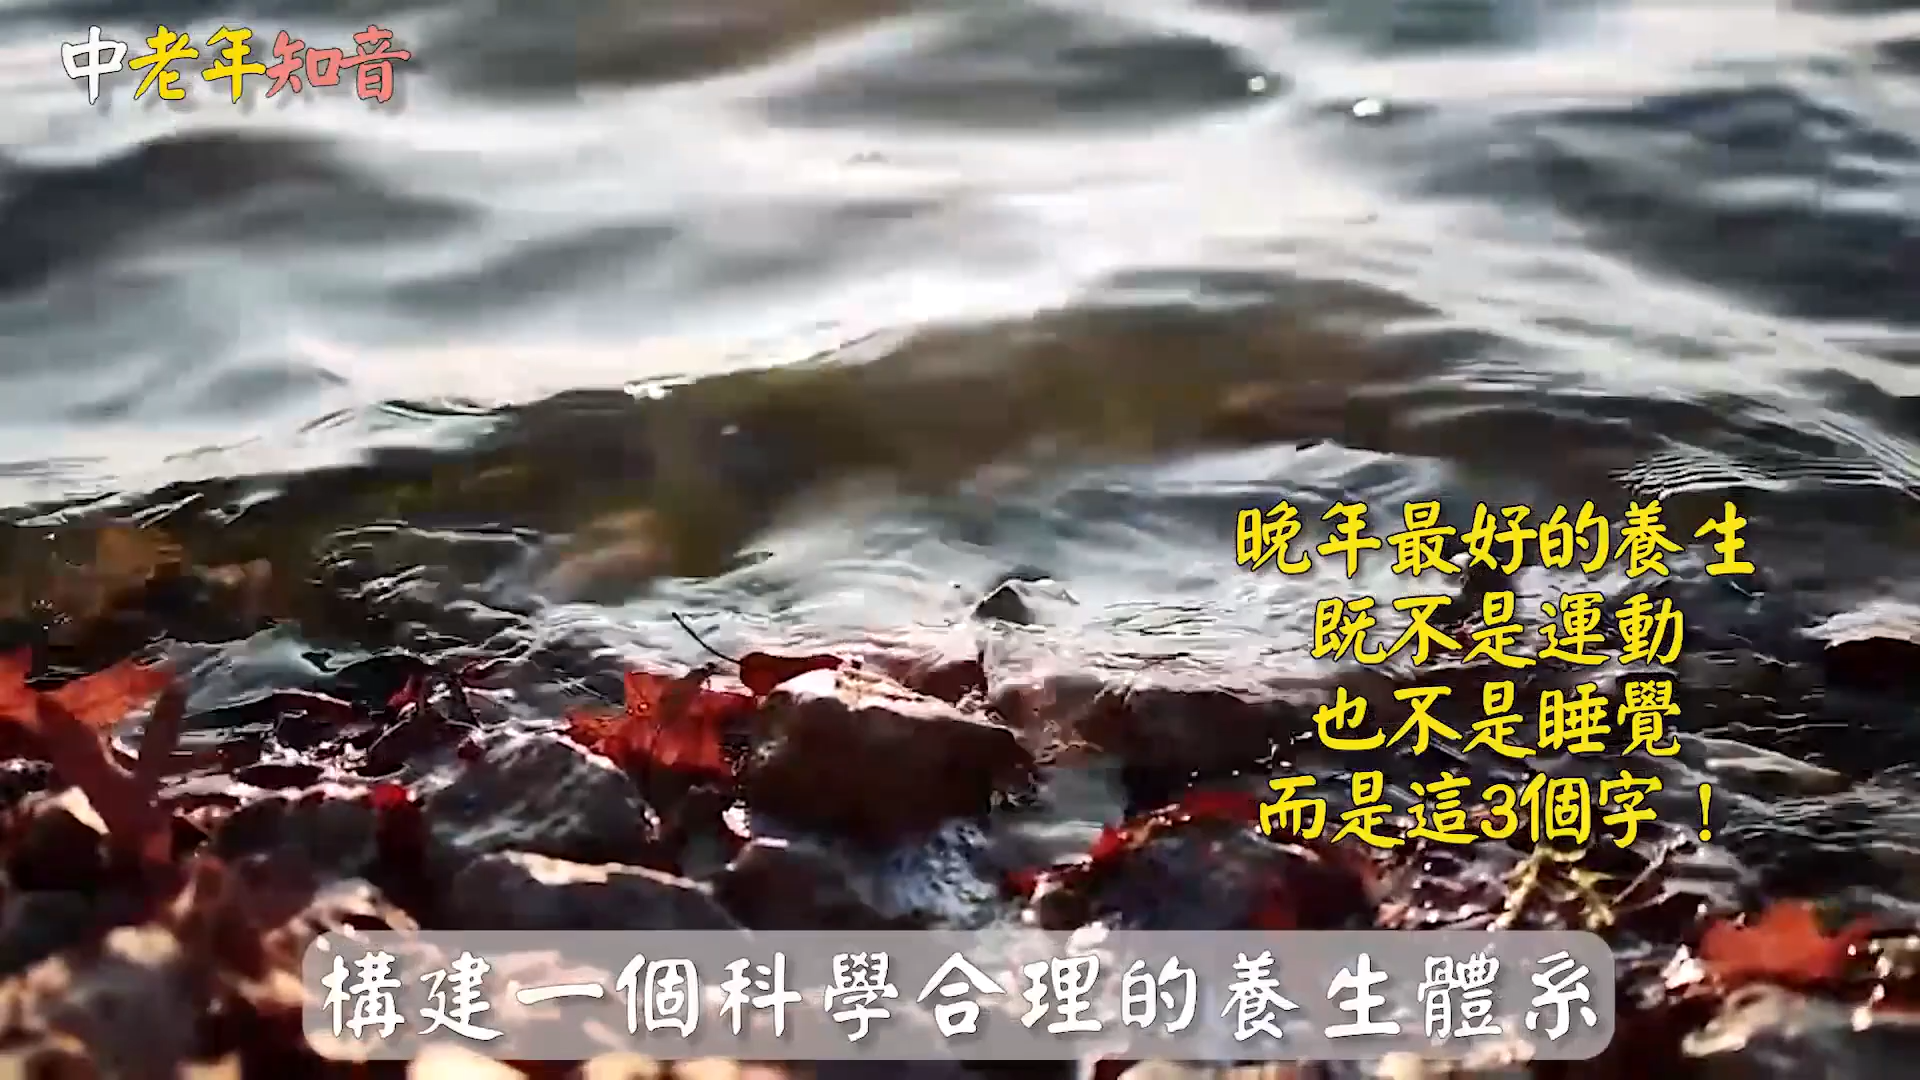 中老年知音
晚年最好的養生
既不是運動
也不是睡覺
而是這3個字！
構建一個科學合理的養生體系